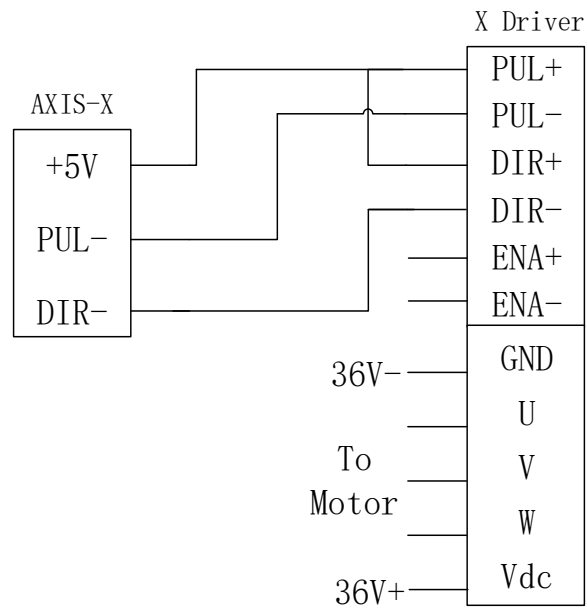 X Driver
AXIS-X
+5V
PUL-
DIR-
PUL+
PUL-
DIR+
DIR-
ENA+
ENA-
GND
U
V
W
Vdc
36V-
To
Motor
36V+